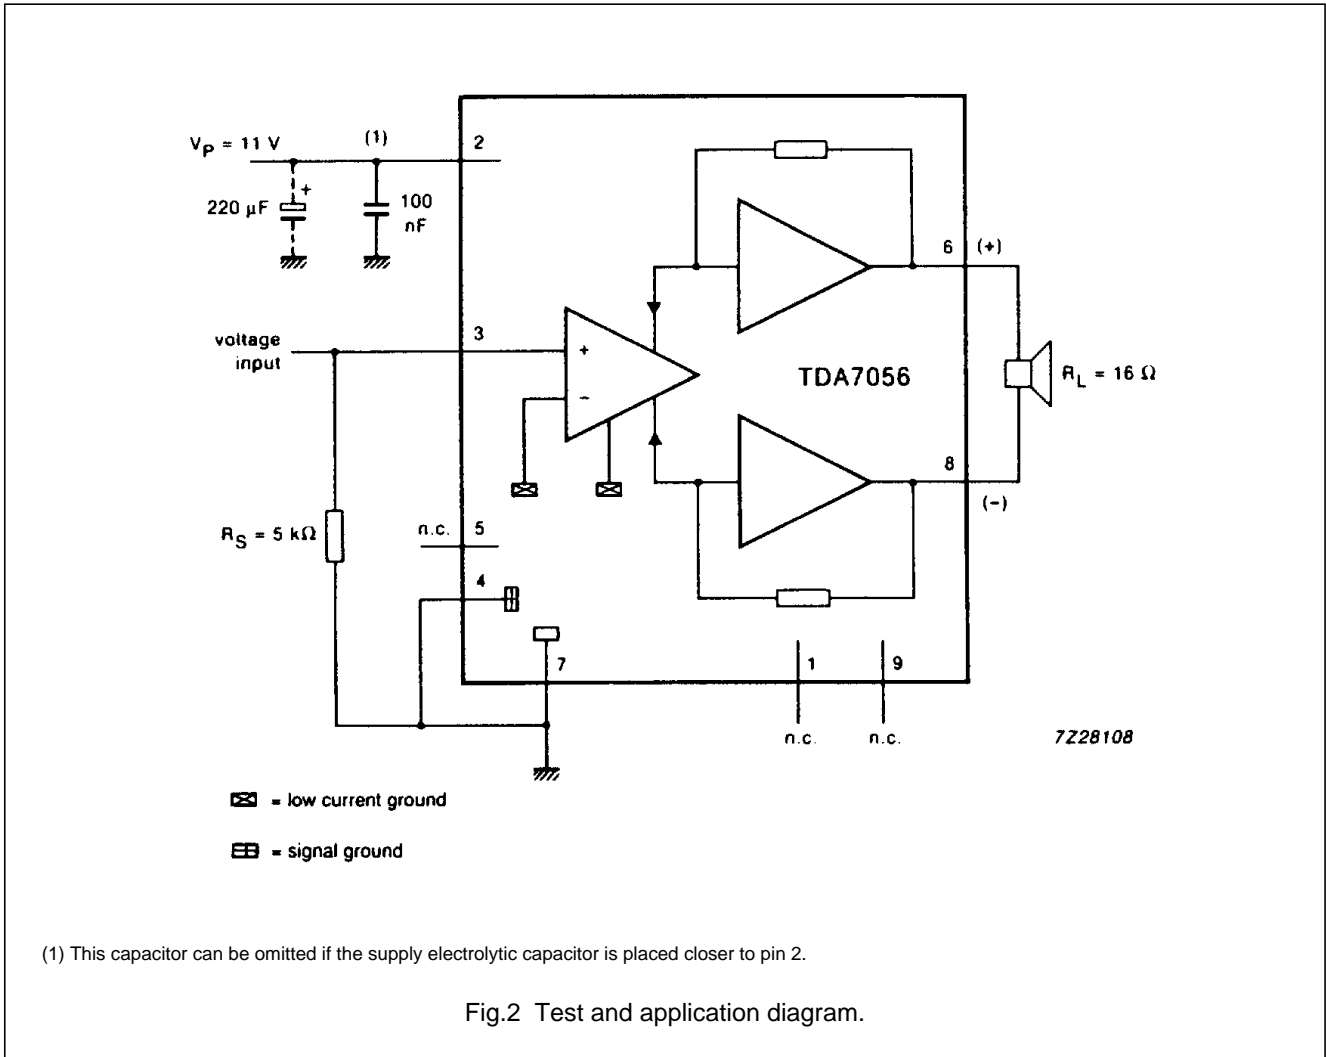 V_P = 11 V
(1)
2
+
220 µF
100
nF
6
(+)
voltage
input
3
+
−
TDA7056
R_L = 16 Ω
8
(−)
R_S = 5 kΩ
n.c.
5
4
7
1
9
n.c.
n.c.
7Z28108
= low current ground
= signal ground
(1) This capacitor can be omitted if the supply electrolytic capacitor is placed closer to pin 2.
Fig.2 Test and application diagram.